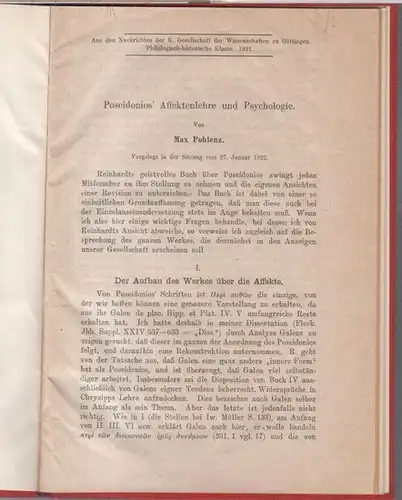 Aus den Nachrichten der K. Gesellschaft der Wissenschaften zu Göttingen.
Philologisch-historische Klasse. 1921.
Poseidonios' Affektenlehre und Psychologie.
Von
Max Pohlenz.
Vorgelegt in der Sitzung vom 27. Januar 1922.
Reinhardts geistvolles Buch über Poseidonios zwingt jeden
Mitforscher zu ihm Stellung zu nehmen und die eigenen Ansichten
einer Revision zu unterziehen. Das Buch ist dabei von einer so
einheitlichen Grundauffassung getragen, daß man diese auch bei
der Einzelauseinandersetzung stets im Auge behalten muß. Wenn
ich also hier einige wichtige Fragen behandle, in denen ich von
Reinhardts Ansicht abweiche, so verweise ich zugleich auf die Be-
sprechung des ganzen Werkes, die demnächst in den Anzeigen
unsrer Gesellschaft erscheinen soll.
I.
Der Aufbau des Werkes über die Affekte.
Von Poseidonios' Schriften ist Περὶ παθῶν die einzige, von
der wir hoffen können eine genauere Vorstellung zu erhalten, da
aus ihr Galen de plac. Hipp. et Plat. IV. V umfangreiche Reste
erhalten hat. Ich hatte deshalb in meiner Dissertation (Fleck.
Jhb. Suppl. XXIV 537—633 = „Diss.“) durch Analyse Galens zu
zeigen gesucht, daß dieser im ganzen der Anordnung des Poseidonios
folgt, und daraufhin eine Rekonstruktion unternommen. R. geht
von der Tatsache aus, daß Galen eine ganz andere „innere Form“
hat als Poseidonios, und ist überzeugt, daß Galen viel selbstän-
diger arbeitet. Insbesondere sei die Disposition von Buch IV aus-
schließlich von Galens eigner Tendenz beherrscht, Widersprüche in
Chrysipps Lehre aufzudecken. Dies bezeichne auch Galen selber
im Anfang als sein Thema. Aber das letzte ist jedenfalls nicht
richtig. Wie in I (die Stellen bei Iw. Müller S. 133), am Anfang
von II. III. VI usw. erklärt Galen auch hier, er wolle handeln
περὶ τῶν διοικουσῶν ἡμᾶς δυνάμεων (331, 1 vgl. 17) und die von